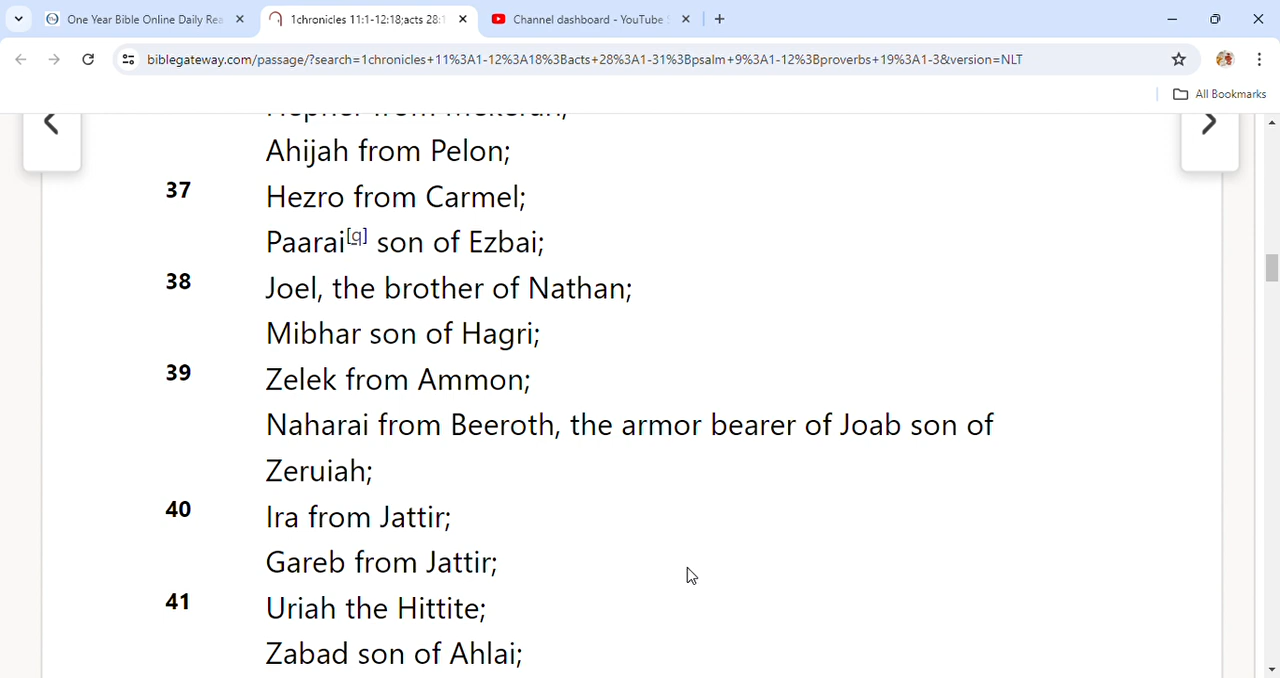 One Year Bible Online Daily Rea
1chronicles 11:1-12:18;acts 28:1
Channel dashboard - YouTube S
biblegateway.com/passage/?search=1chronicles+11%3A1-12%3A18%3Bacts+28%3A1-31%3Bpsalm+9%3A1-12%3Bproverbs+19%3A1-3&version=NLT
All Bookmarks
Ahijah from Pelon;
37 Hezro from Carmel;
Paarai[q] son of Ezbai;
38 Joel, the brother of Nathan;
Mibhar son of Hagri;
39 Zelek from Ammon;
Naharai from Beeroth, the armor bearer of Joab son of
Zeruiah;
40 Ira from Jattir;
Gareb from Jattir;
41 Uriah the Hittite;
Zabad son of Ahlai;